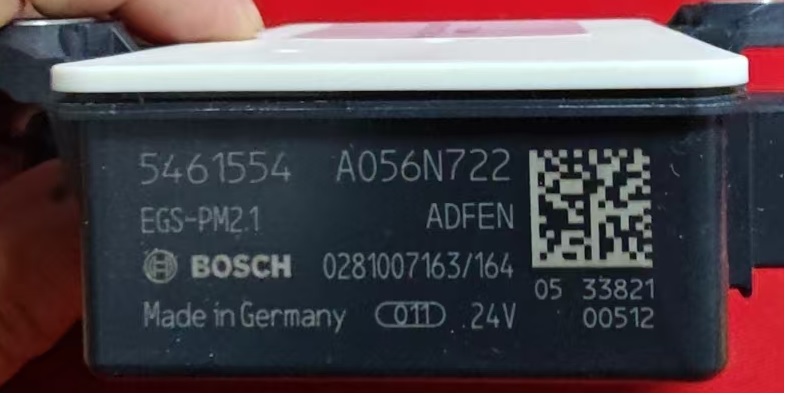 5461554 A056N722
EGS-PM2.1 ADFEN
BOSCH 0281007163/164
05 33821
Made in Germany 011 24V
00512